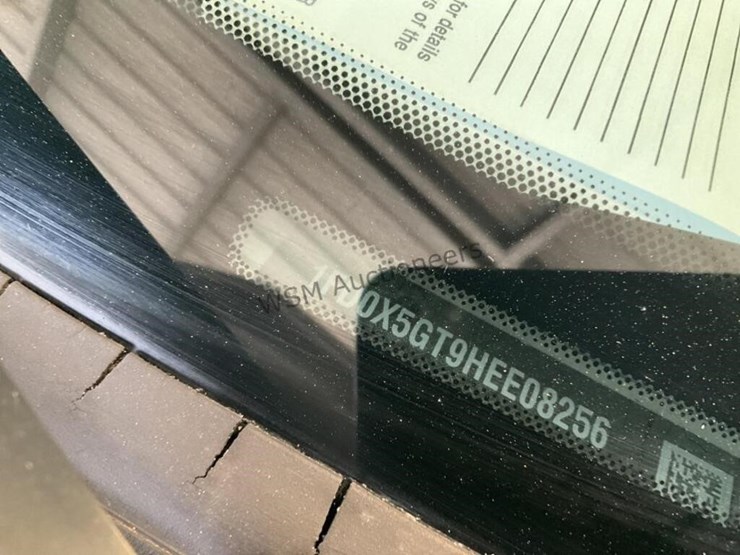 for details
s of the
WSM Auctioneers
0X5GT9HEE08256